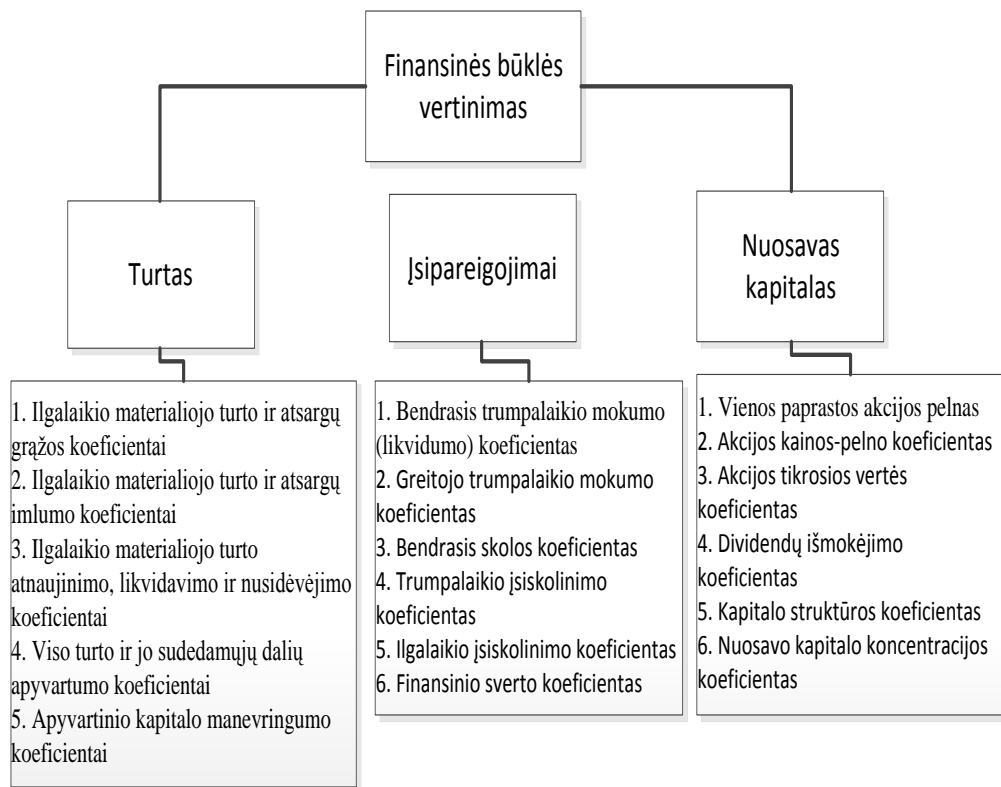 Finansinės būklės
vertinimas
Turtas
Įsipareigojimai
Nuosavas
kapitalas
1. Ilgalaikio materialiojo turto ir atsargų
grąžos koeficientai
2. Ilgalaikio materialiojo turto ir atsargų
imlumo koeficientai
3. Ilgalaikio materialiojo turto
atnaujinimo, likvidavimo ir nusidėvėjimo
koeficientai
4. Viso turto ir jo sudedamųjų dalių
apyvartumo koeficientai
5. Apyvartinio kapitalo manevringumo
koeficientai
1. Bendrasis trumpalaikio mokumo
(likvidumo) koeficientas
2. Greitojo trumpalaikio mokumo
koeficientas
3. Bendrasis skolos koeficientas
4. Trumpalaikio įsiskolinimo
koeficientas
5. Ilgalaikio įsiskolinimo koeficientas
6. Finansinio sverto koeficientas
1. Vienos paprastos akcijos pelnas
2. Akcijos kainos-pelno koeficientas
3. Akcijos tikrosios vertės
koeficientas
4. Dividendų išmokėjimo
koeficientas
5. Kapitalo struktūros koeficientas
6. Nuosavo kapitalo koncentracijos
koeficientas